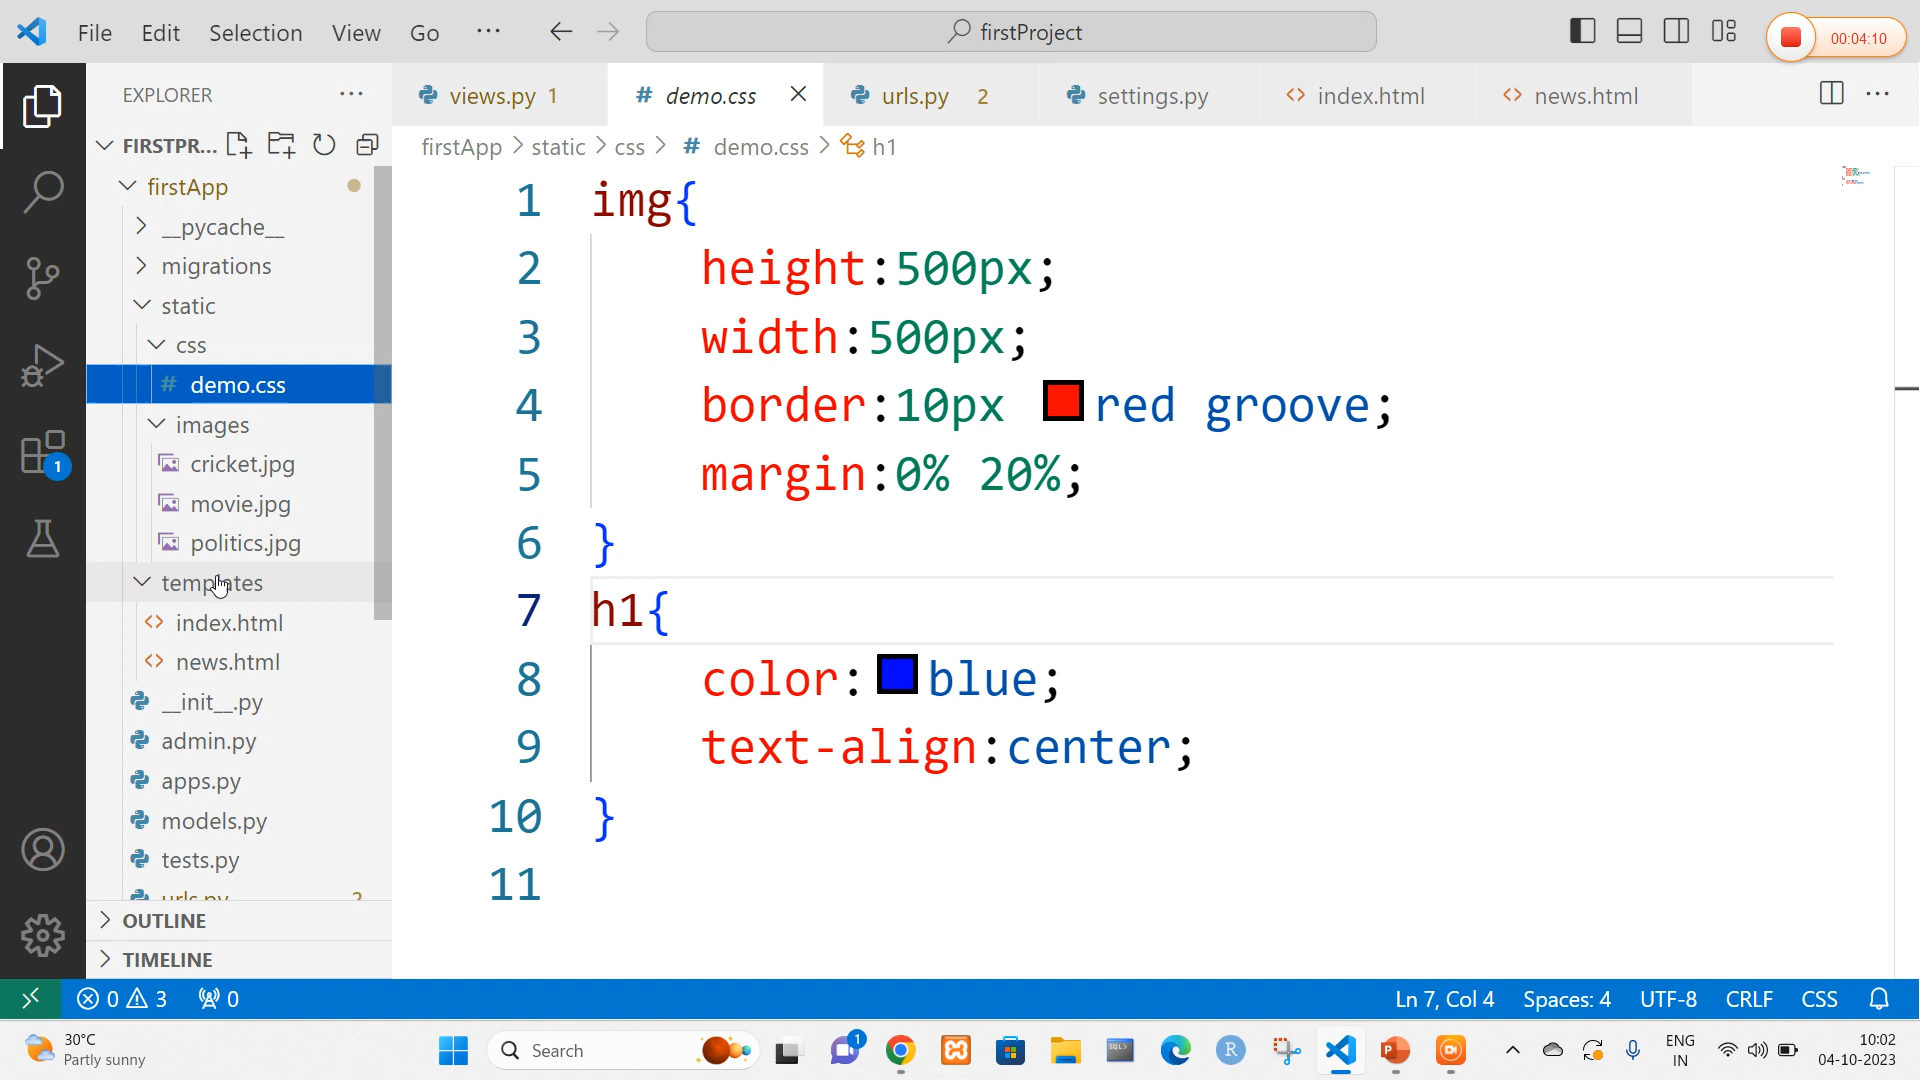 File Edit Selection View Go ··· firstProject 00:04:10
EXPLORER ···
views.py 1 # demo.css urls.py 2 settings.py index.html news.html ···
FIRSTPR...
firstApp > static > css > # demo.css > h1
firstApp
__pycache__
migrations
static
css
# demo.css
images
cricket.jpg
movie.jpg
politics.jpg
templates
index.html
news.html
__init__.py
admin.py
apps.py
models.py
tests.py
urls.py 2
OUTLINE
TIMELINE
1 img{
2 height:500px;
3 width:500px;
4 border:10px red groove;
5 margin:0% 20%;
6 }
7 h1{
8 color: blue;
9 text-align:center;
10 }
11
1
0 3 0 Ln 7, Col 4 Spaces: 4 UTF-8 CRLF CSS
30°C
Partly sunny
Search
1
SQL>
R
ENG
IN
10:02
04-10-2023